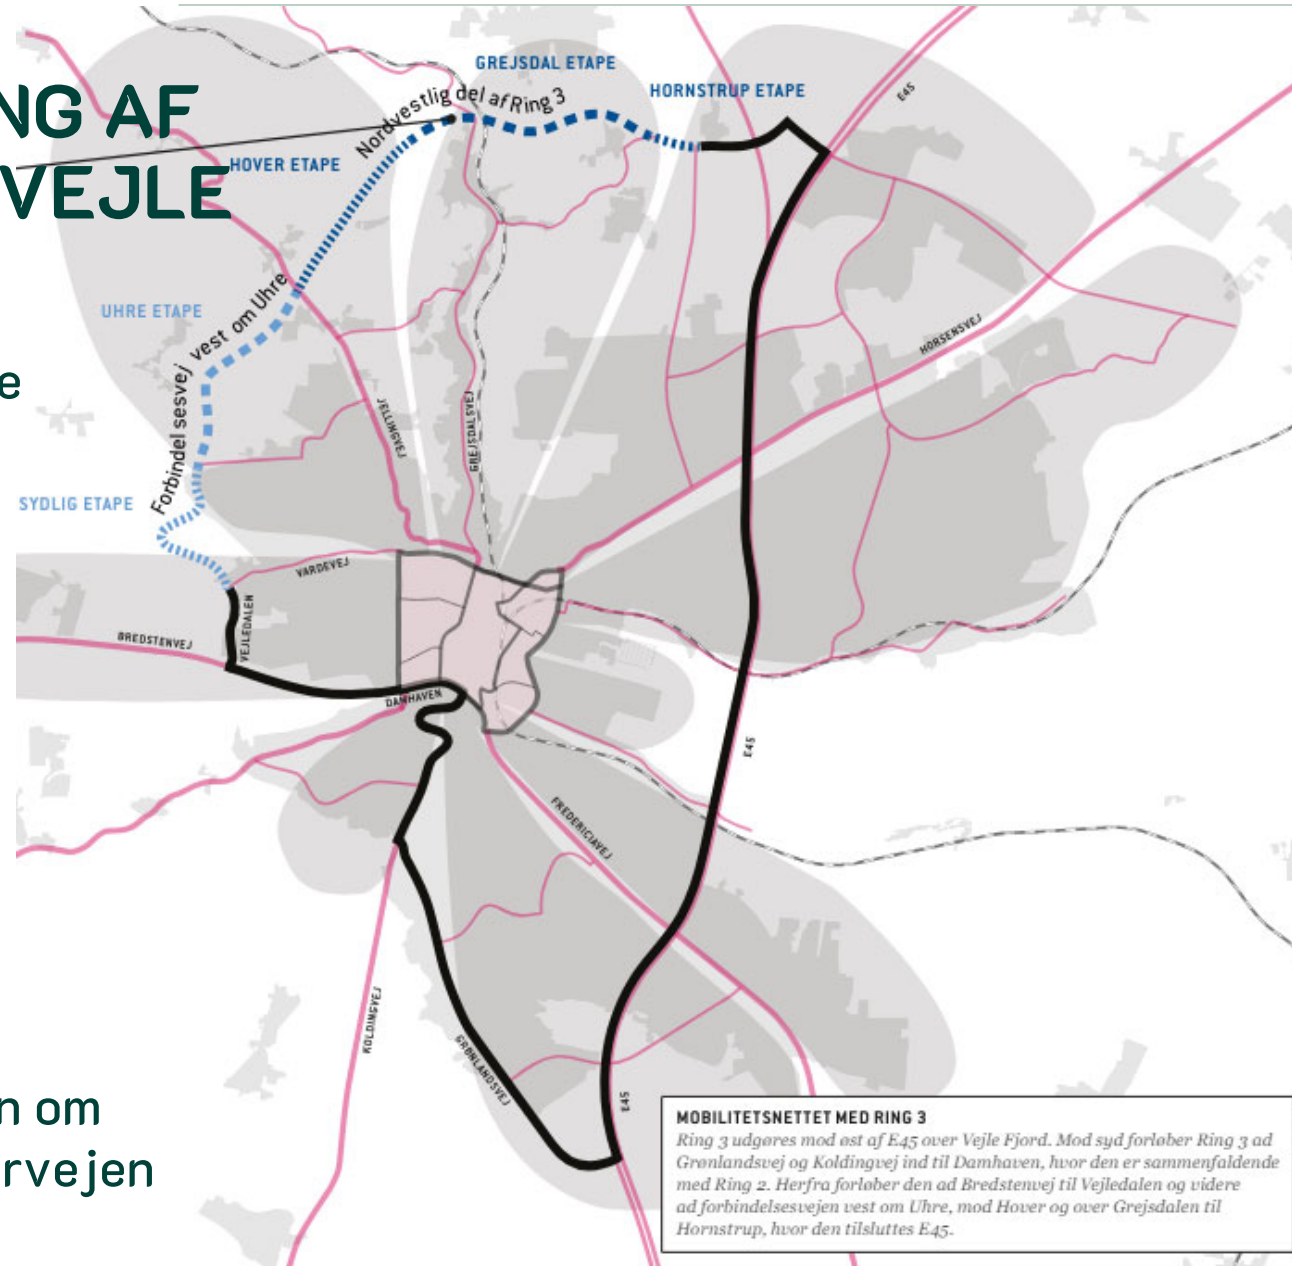 NG AF
VEJLE
e
n om
rvejen
GREJSDAL ETAPE
HORNSTRUP ETAPE
E45
Nordvestlig del af Ring 3
HOVER ETAPE
UHRE ETAPE
Forbindelsesvej vest om Uhre
SYDLIG ETAPE
HORSENSVEJ
JELLINGVEJ
GREJSDALSVEJ
VARDEVEJ
VEJLEDALEN
BREDSTENVEJ
DAMHAVEN
E45
FREDERICIAVEJ
KOLDINGVEJ
GRØNLANDSVEJ
E45
MOBILITETSNETTET MED RING 3
Ring 3 udgøres mod øst af E45 over Vejle Fjord. Mod syd forløber Ring 3 ad
Grønlandsvej og Koldingvej ind til Damhaven, hvor den er sammenfaldende
med Ring 2. Herfra forløber den ad Bredstenvej til Vejledalen og videre
ad forbindelsesvejen vest om Uhre, mod Hover og over Grejsdalen til
Hornstrup, hvor den tilsluttes E45.